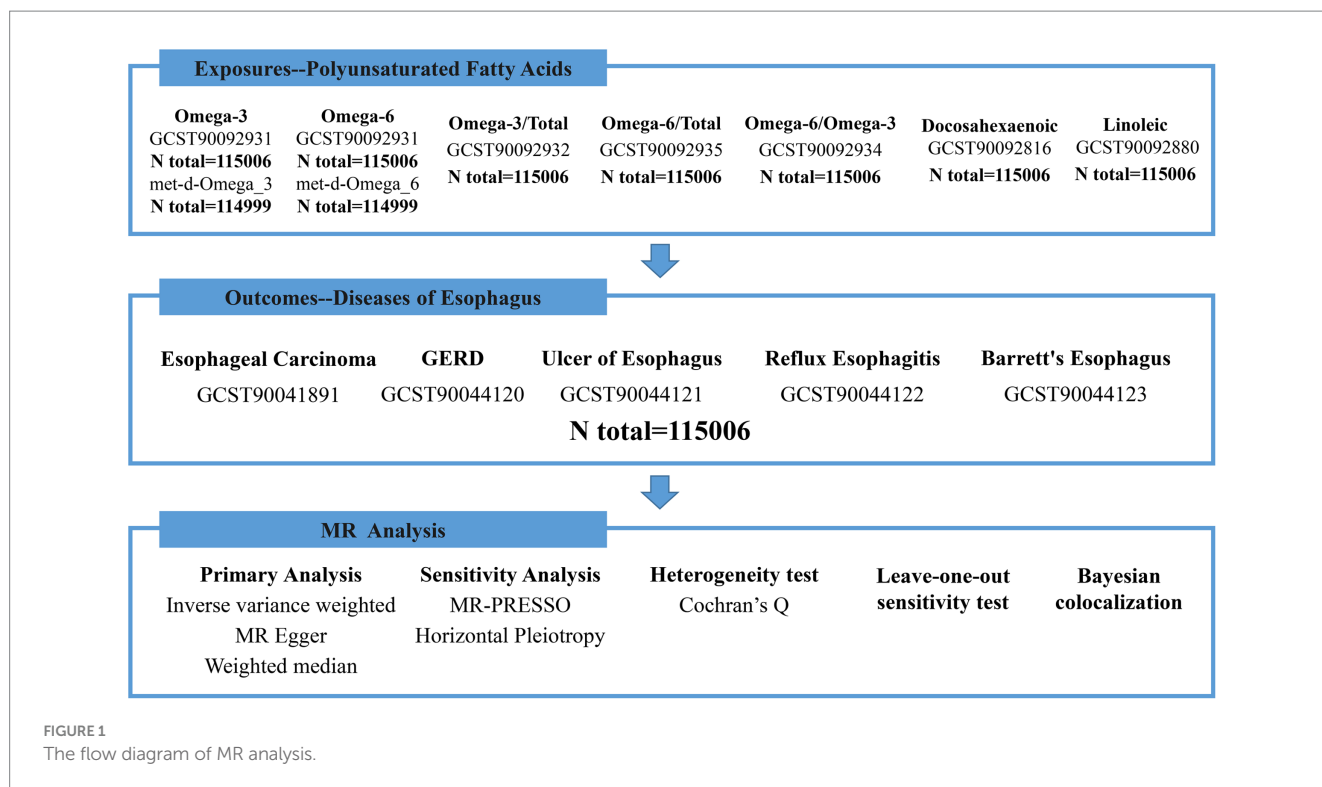 Exposures--Polyunsaturated Fatty Acids
Omega-3
GCST90092931
N total=115006
met-d-Omega_3
N total=114999
Omega-6
GCST90092931
N total=115006
met-d-Omega_6
N total=114999
Omega-3/Total
GCST90092932
N total=115006
Omega-6/Total
GCST90092935
N total=115006
Omega-6/Omega-3
GCST90092934
N total=115006
Docosahexaenoic
GCST90092816
N total=115006
Linoleic
GCST90092880
N total=115006
Outcomes--Diseases of Esophagus
Esophageal Carcinoma
GCST90041891
GERD
GCST90044120
Ulcer of Esophagus
GCST90044121
Reflux Esophagitis
GCST90044122
Barrett's Esophagus
GCST90044123
N total=115006
MR Analysis
Primary Analysis
Inverse variance weighted
MR Egger
Weighted median
Sensitivity Analysis
MR-PRESSO
Horizontal Pleiotropy
Heterogeneity test
Cochran’s Q
Leave-one-out
sensitivity test
Bayesian
colocalization
FIGURE 1
The flow diagram of MR analysis.